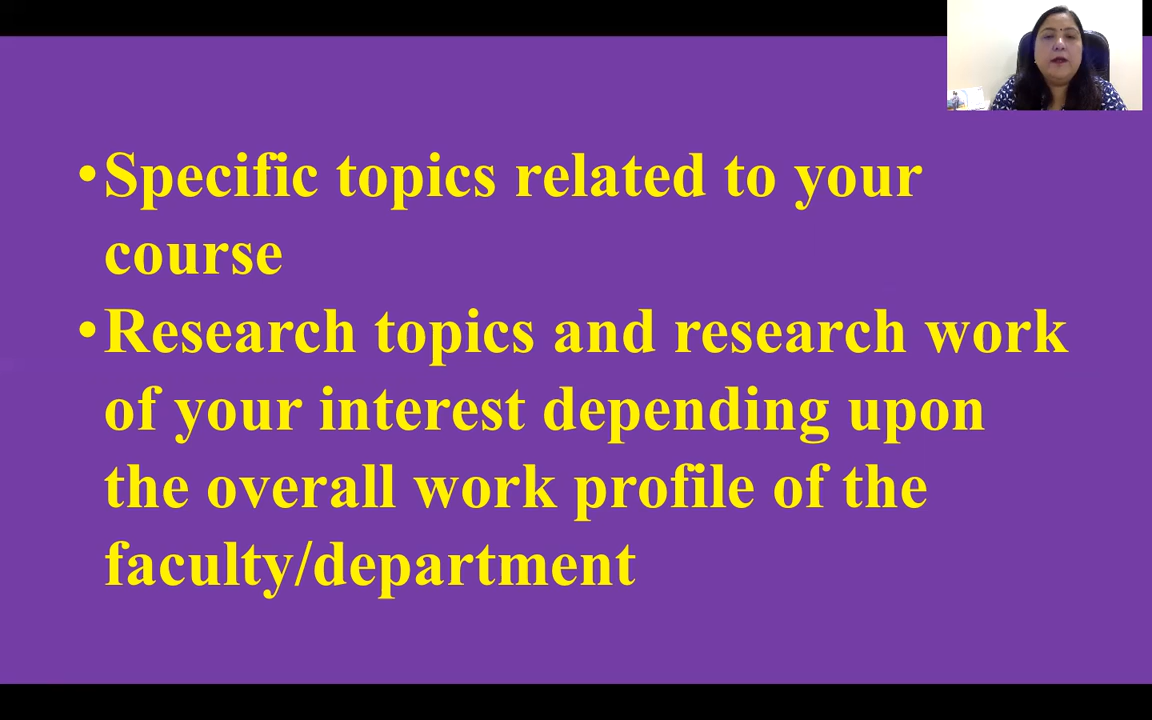 •Specific topics related to your
course
•Research topics and research work
of your interest depending upon
the overall work profile of the
faculty/department